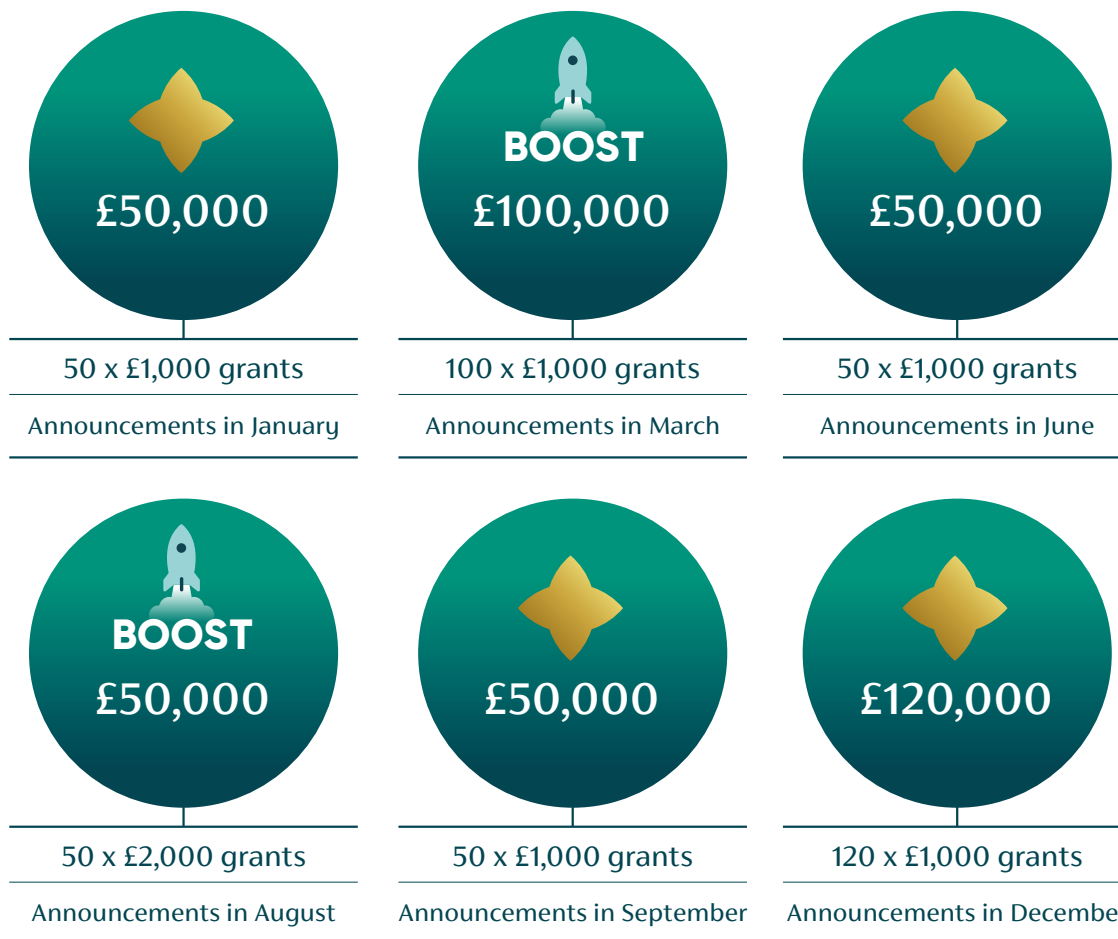 £50,000
50 x £1,000 grants
Announcements in January
BOOST
£100,000
100 x £1,000 grants
Announcements in March
£50,000
50 x £1,000 grants
Announcements in June
BOOST
£50,000
50 x £2,000 grants
Announcements in August
£50,000
50 x £1,000 grants
Announcements in September
£120,000
120 x £1,000 grants
Announcements in Decembe